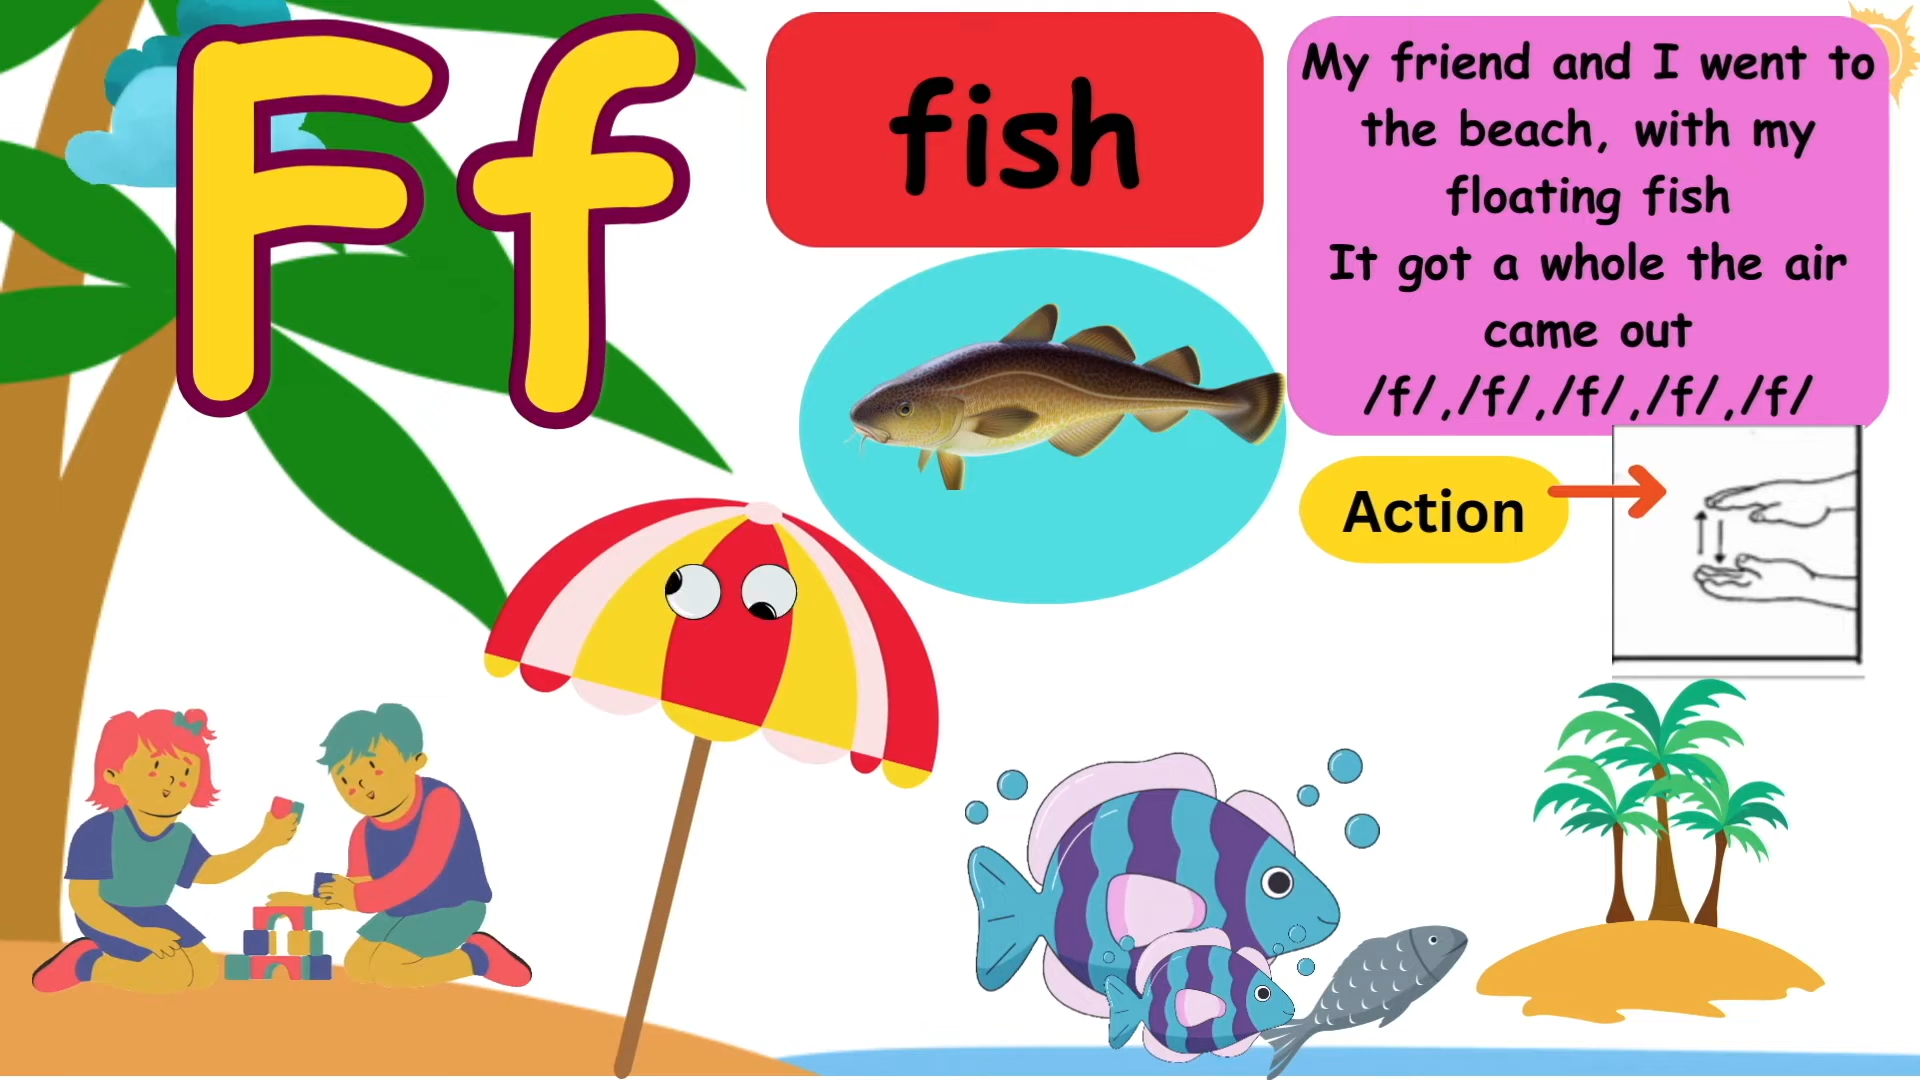 Ff
fish
My friend and I went to
the beach, with my
floating fish
It got a whole the air
came out
/f/,/f/,/f/,/f/,/f/
Action